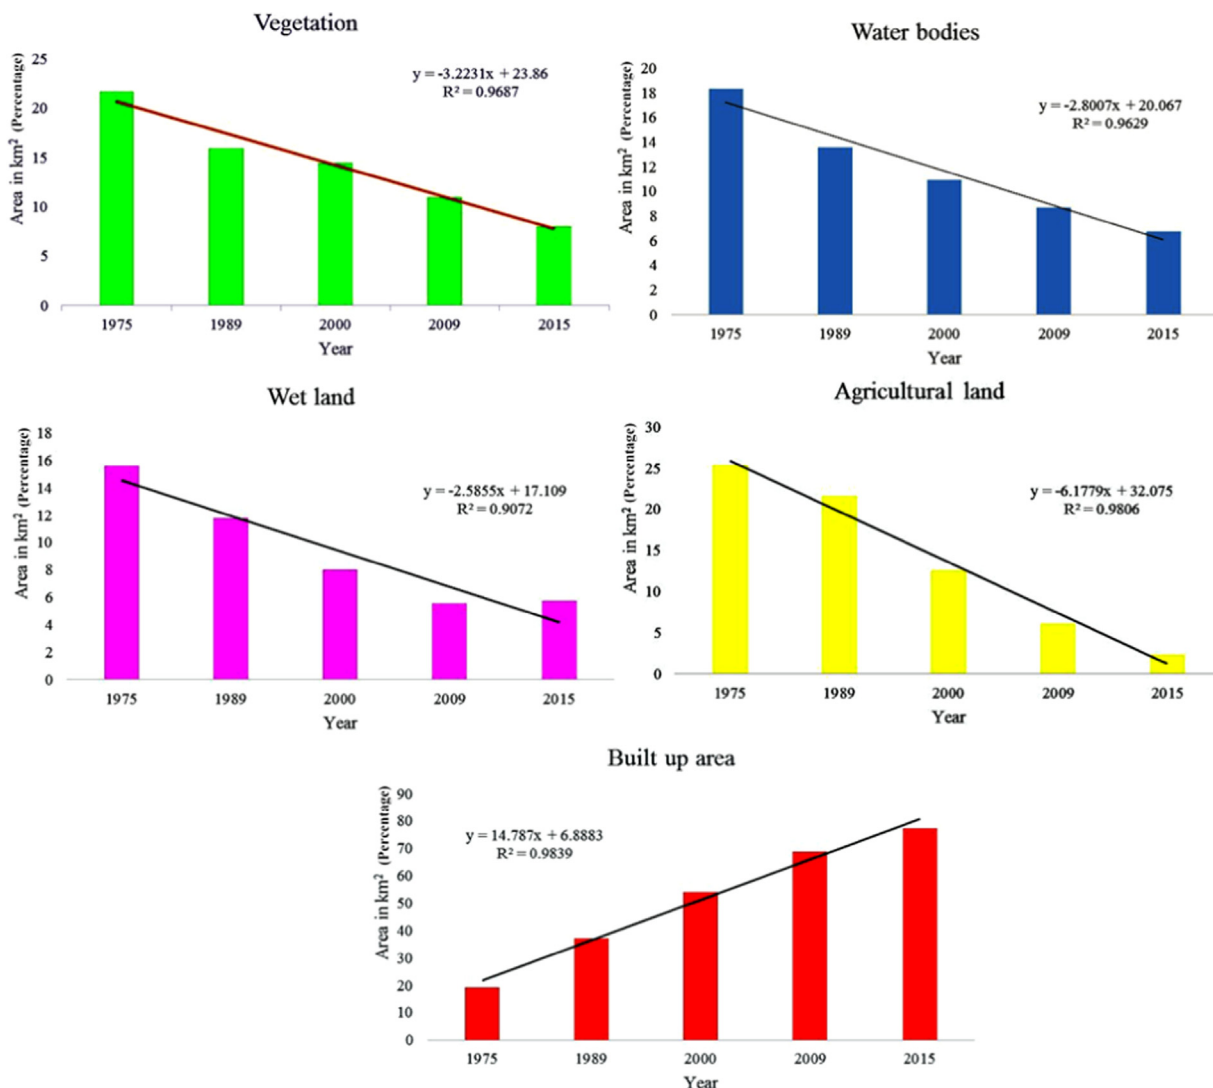 Vegetation
Area in km² (Percentage)
25
20
15
10
5
0
y = -3.2231x + 23.86
R² = 0.9687
1975 1989 2000 2009 2015
Year
Water bodies
Area in km² (Percentage)
20
18
16
14
12
10
8
6
4
2
0
y = -2.8007x + 20.067
R² = 0.9629
1975 1989 2000 2009 2015
Year
Wet land
Area in km² (Percentage)
18
16
14
12
10
8
6
4
2
0
y = -2.5855x + 17.109
R² = 0.9072
1975 1989 2000 2009 2015
Year
Agricultural land
Area in km² (Percentage)
30
25
20
15
10
5
0
y = -6.1779x + 32.075
R² = 0.9806
1975 1989 2000 2009 2015
Year
Built up area
Area in km² (Percentage)
90
80
70
60
50
40
30
20
10
0
y = 14.787x + 6.8883
R² = 0.9839
1975 1989 2000 2009 2015
Year